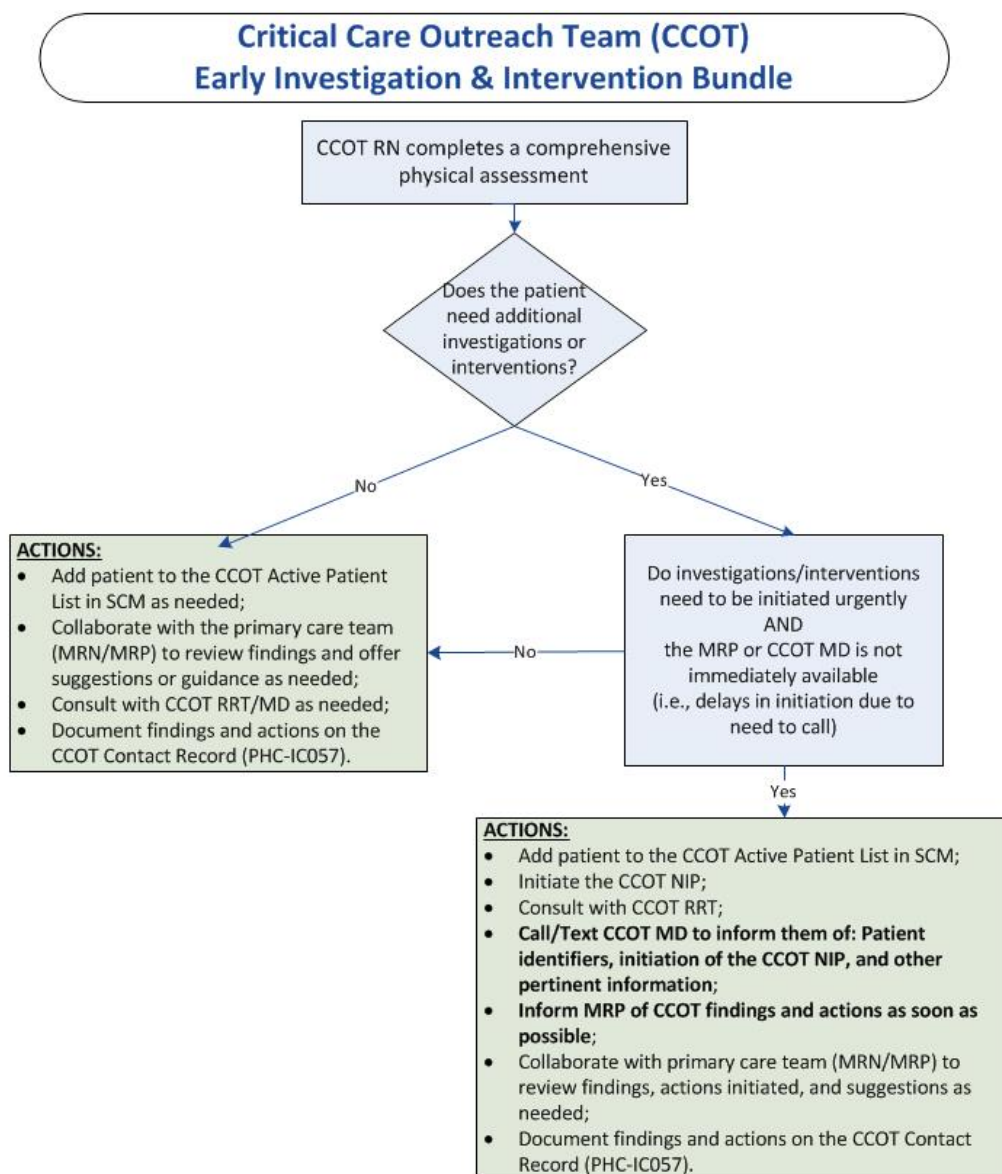 Critical Care Outreach Team (CCOT)
Early Investigation & Intervention Bundle
CCOT RN completes a comprehensive
physical assessment
Does the patient
need additional
investigations or
interventions?
No
Yes
ACTIONS:
• Add patient to the CCOT Active Patient
List in SCM as needed;
• Collaborate with the primary care team
(MRN/MRP) to review findings and offer
suggestions or guidance as needed;
• Consult with CCOT RRT/MD as needed;
• Document findings and actions on the
CCOT Contact Record (PHC-IC057).
No
Do investigations/interventions
need to be initiated urgently
AND
the MRP or CCOT MD is not
immediately available
(i.e., delays in initiation due to
need to call)
Yes
ACTIONS:
• Add patient to the CCOT Active Patient List in SCM;
• Initiate the CCOT NIP;
• Consult with CCOT RRT;
• Call/Text CCOT MD to inform them of: Patient
identifiers, initiation of the CCOT NIP, and other
pertinent information;
• Inform MRP of CCOT findings and actions as soon as
possible;
• Collaborate with primary care team (MRN/MRP) to
review findings, actions initiated, and suggestions as
needed;
• Document findings and actions on the CCOT Contact
Record (PHC-IC057).